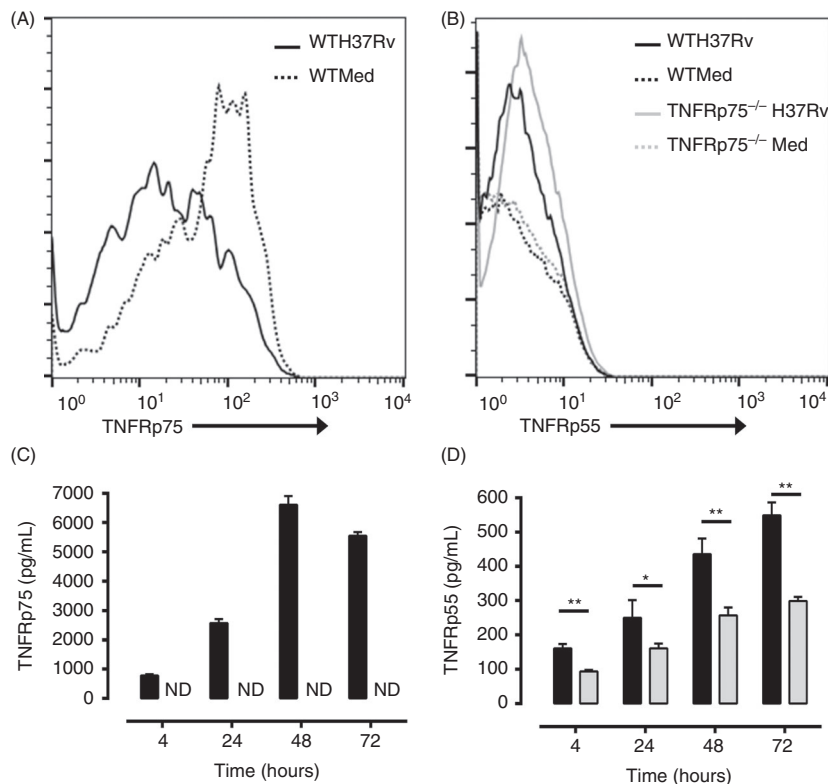 (A)
WTH37Rv
WTMed
10⁰ 10¹ 10² 10³ 10⁴
TNFRp75
(B)
WTH37Rv
WTMed
TNFRp75⁻/⁻ H37Rv
TNFRp75⁻/⁻ Med
10⁰ 10¹ 10² 10³ 10⁴
TNFRp55
(C)
TNFRp75 (pg/mL)
7000
6000
5000
4000
3000
2000
1000
0
ND ND ND ND
4 24 48 72
Time (hours)
(D)
TNFRp55 (pg/mL)
600
500
400
300
200
100
0
** * ** **
4 24 48 72
Time (hours)